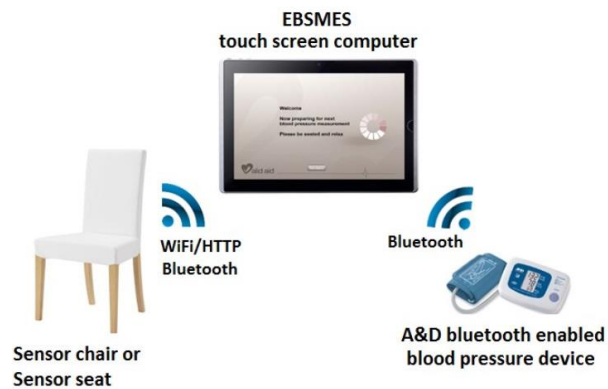 EBSMES
touch screen computer
Welcome
Now preparing for next
blood pressure measurement
Please be seated and relax
WiFi/HTTP
Bluetooth
Bluetooth
Sensor chair or
Sensor seat
A&D bluetooth enabled
blood pressure device